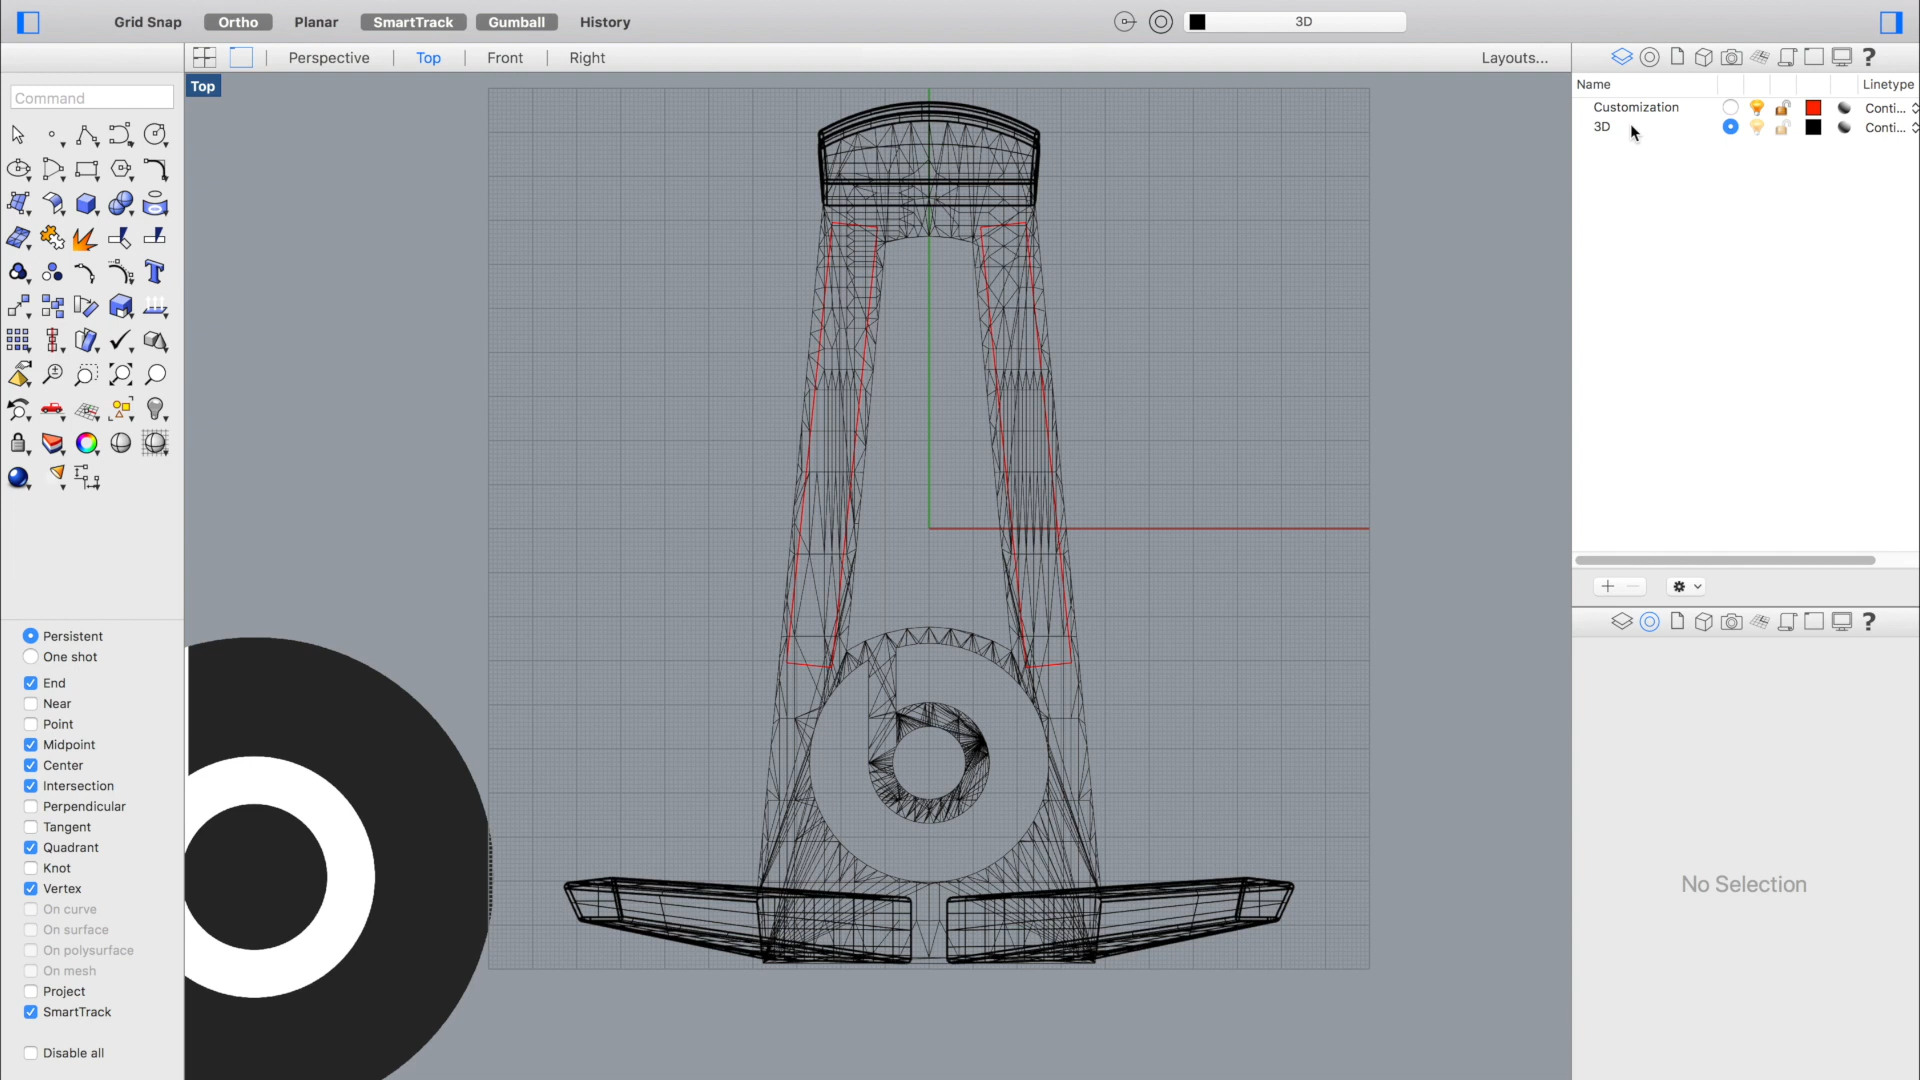 Grid Snap Ortho Planar SmartTrack Gumball History 3D
Perspective Top Front Right Layouts...
Top
Command
Name Linetype
Customization Conti...
3D Conti...
No Selection
Persistent
One shot
End
Near
Point
Midpoint
Center
Intersection
Perpendicular
Tangent
Quadrant
Knot
Vertex
On curve
On surface
On polysurface
On mesh
Project
SmartTrack
Disable all